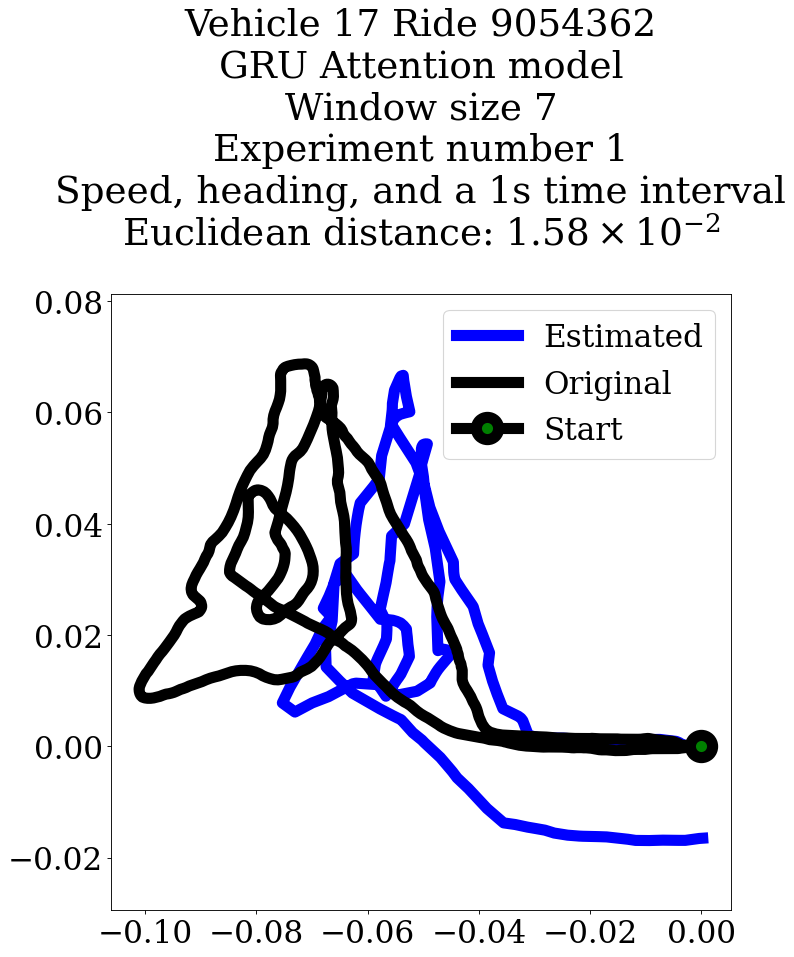 Vehicle 17 Ride 9054362
GRU Attention model
Window size 7
Experiment number 1
Speed, heading, and a 1s time interval
Euclidean distance: 1.58 × 10⁻²
Estimated
Original
Start
0.08
0.06
0.04
0.02
0.00
−0.02
−0.10 −0.08 −0.06 −0.04 −0.02 0.00